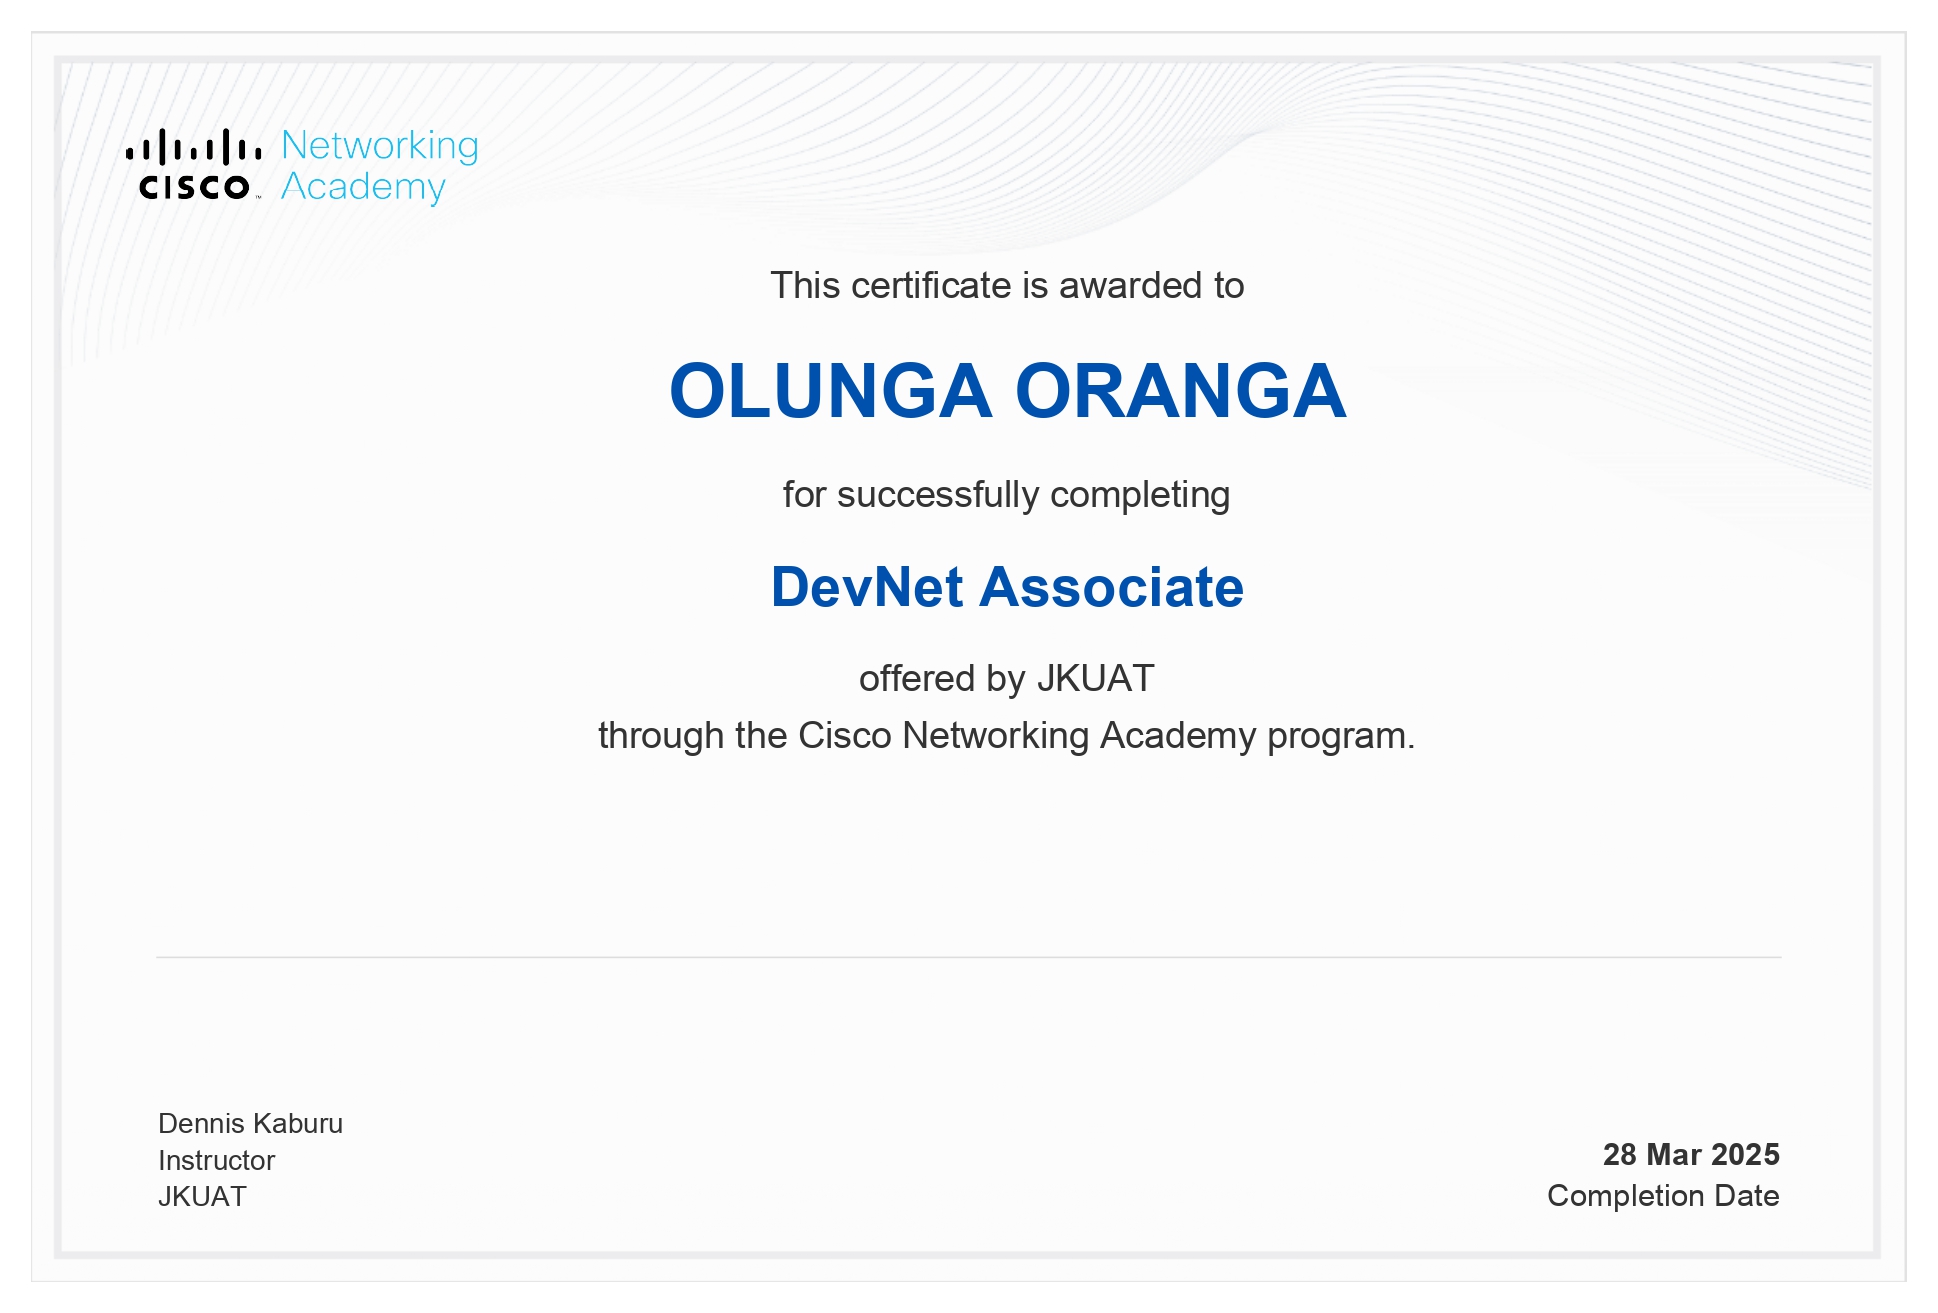 cisco™ Networking
Academy
This certificate is awarded to
OLUNGA ORANGA
for successfully completing
DevNet Associate
offered by JKUAT
through the Cisco Networking Academy program.
Dennis Kaburu
Instructor
JKUAT
28 Mar 2025
Completion Date